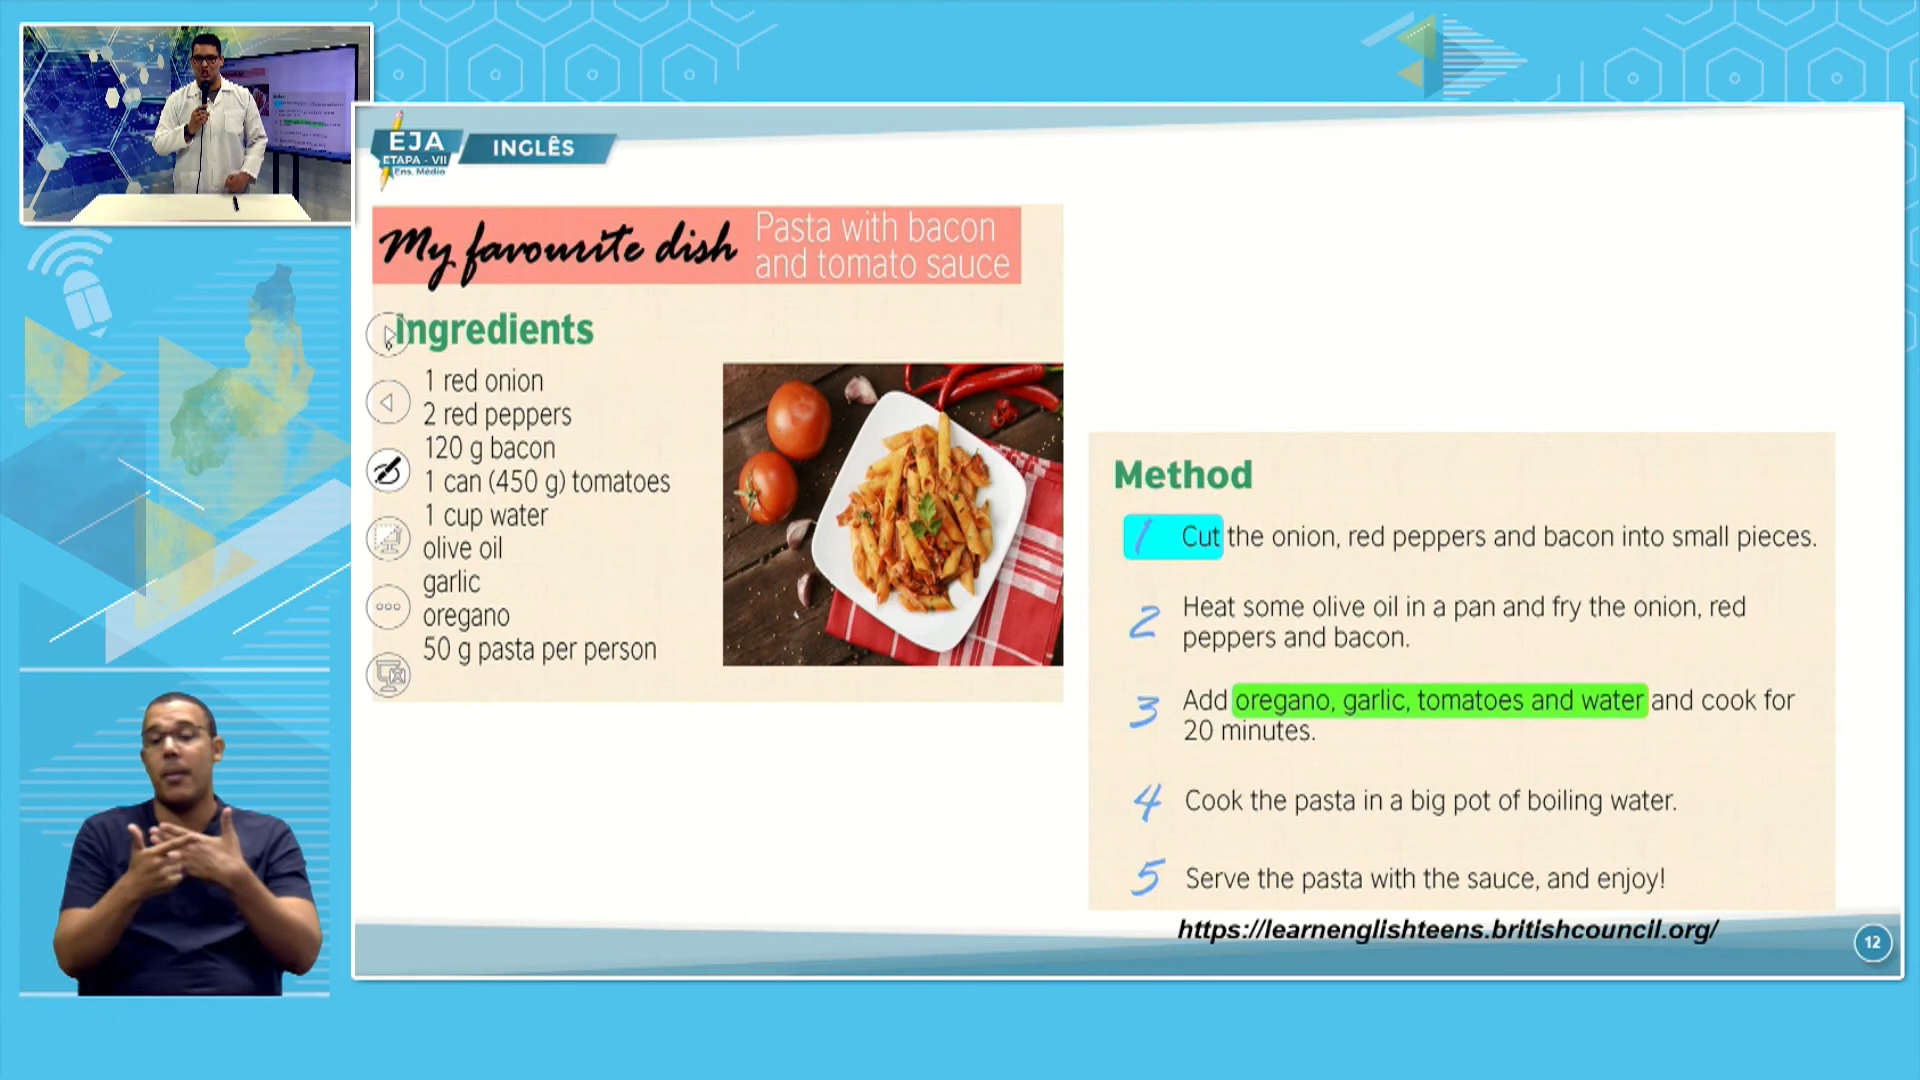 EJA
ETAPA - VII
Ens. Médio
INGLÊS
My favourite dish
Pasta with bacon
and tomato sauce
Ingredients
1 red onion
2 red peppers
120 g bacon
1 can (450 g) tomatoes
1 cup water
olive oil
garlic
oregano
50 g pasta per person
Method
1 Cut the onion, red peppers and bacon into small pieces.
2 Heat some olive oil in a pan and fry the onion, red
peppers and bacon.
3 Add oregano, garlic, tomatoes and water and cook for
20 minutes.
4 Cook the pasta in a big pot of boiling water.
5 Serve the pasta with the sauce, and enjoy!
https://learnenglishteens.britishcouncil.org/
12